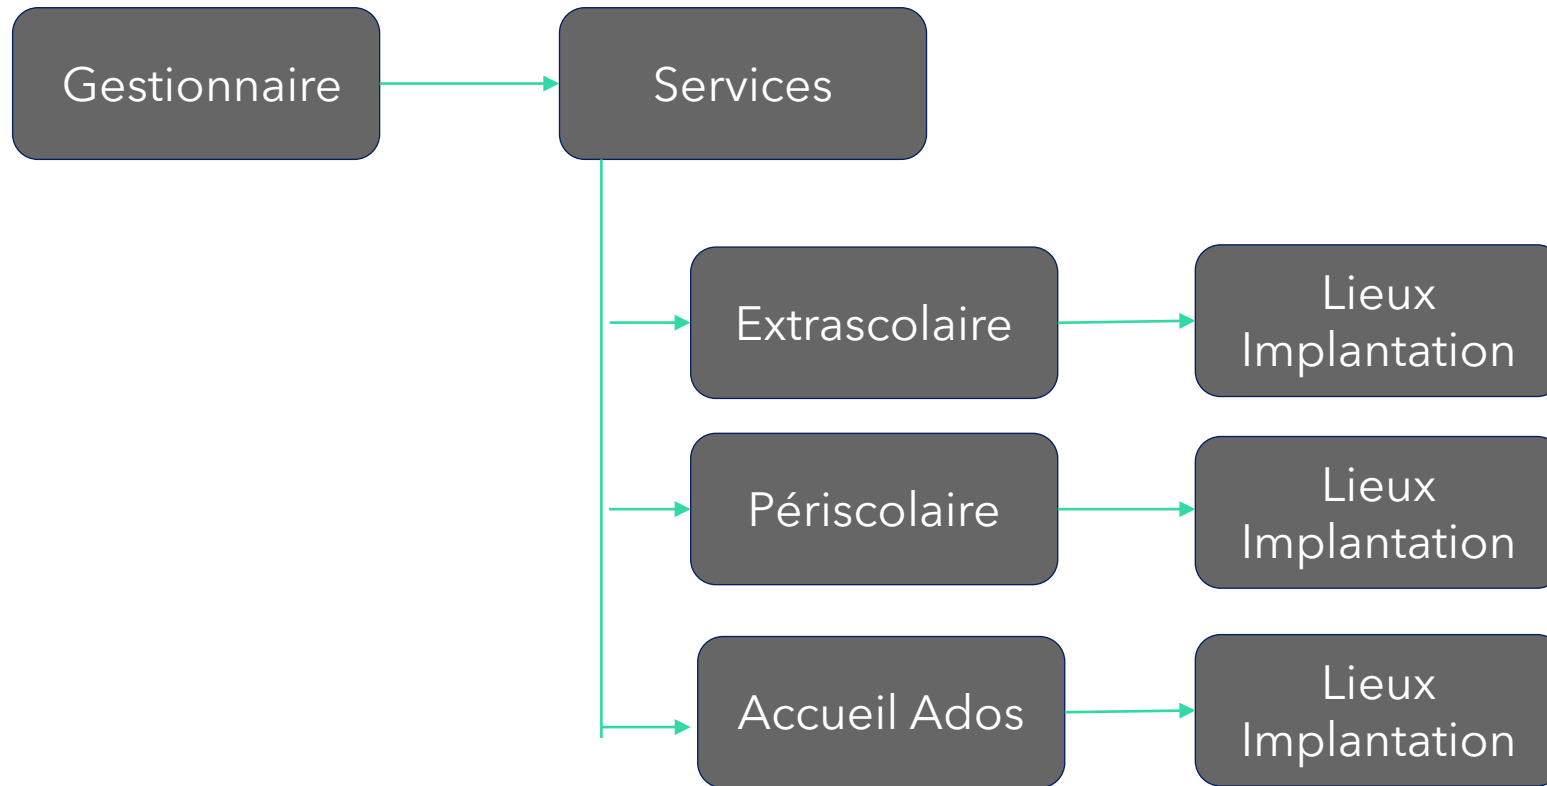 Gestionnaire
Services
Extrascolaire
Lieux
Implantation
Périscolaire
Lieux
Implantation
Accueil Ados
Lieux
Implantation